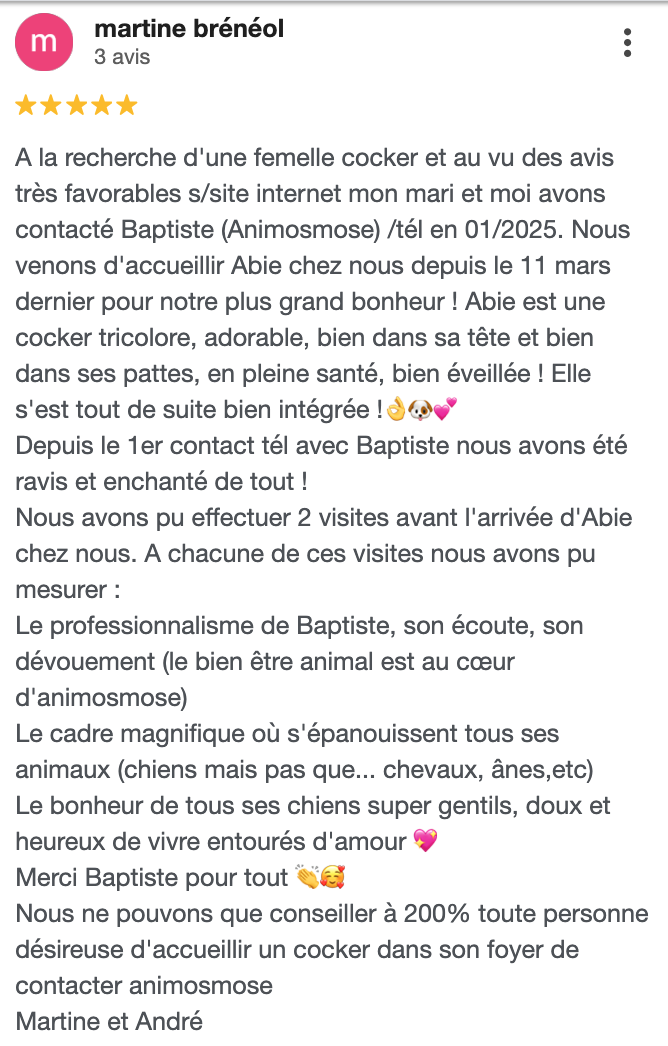 m
martine brénéol
3 avis
A la recherche d'une femelle cocker et au vu des avis
très favorables s/site internet mon mari et moi avons
contacté Baptiste (Animosmose) /tél en 01/2025. Nous
venons d'accueillir Abie chez nous depuis le 11 mars
dernier pour notre plus grand bonheur ! Abie est une
cocker tricolore, adorable, bien dans sa tête et bien
dans ses pattes, en pleine santé, bien éveillée ! Elle
s'est tout de suite bien intégrée !👌🐶💕
Depuis le 1er contact tél avec Baptiste nous avons été
ravis et enchanté de tout !
Nous avons pu effectuer 2 visites avant l'arrivée d'Abie
chez nous. A chacune de ces visites nous avons pu
mesurer :
Le professionnalisme de Baptiste, son écoute, son
dévouement (le bien être animal est au cœur
d'animosmose)
Le cadre magnifique où s'épanouissent tous ses
animaux (chiens mais pas que... chevaux, ânes,etc)
Le bonheur de tous ses chiens super gentils, doux et
heureux de vivre entourés d'amour 💖
Merci Baptiste pour tout 👏🥰
Nous ne pouvons que conseiller à 200% toute personne
désireuse d'accueillir un cocker dans son foyer de
contacter animosmose
Martine et André